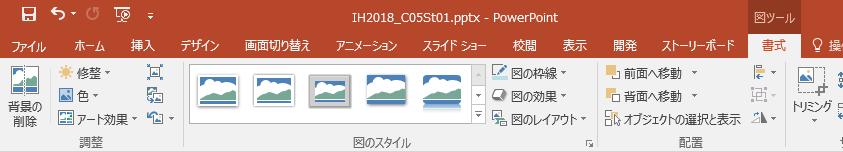 IH2018_C05St01.pptx - PowerPoint
図ツール
ファイル ホーム 挿入 デザイン 画面切り替え アニメーション スライド ショー 校閲 表示 開発 ストーリーボード 書式 操
背景の削除
修整
色
アート効果
調整
図の枠線
図の効果
図のレイアウト
図のスタイル
前面へ移動
背面へ移動
オブジェクトの選択と表示
配置
トリミング